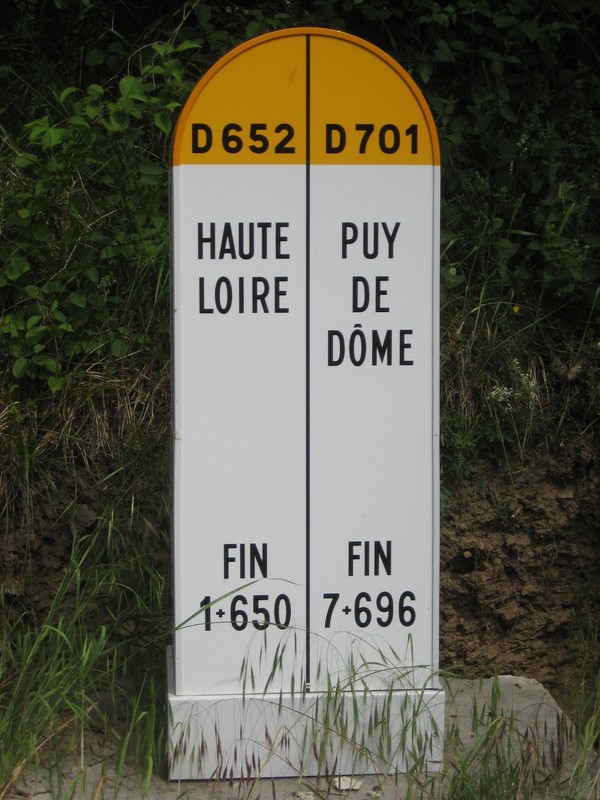 D652
HAUTE
LOIRE
FIN
1+650
D701
PUY
DE
DÔME
FIN
7+696